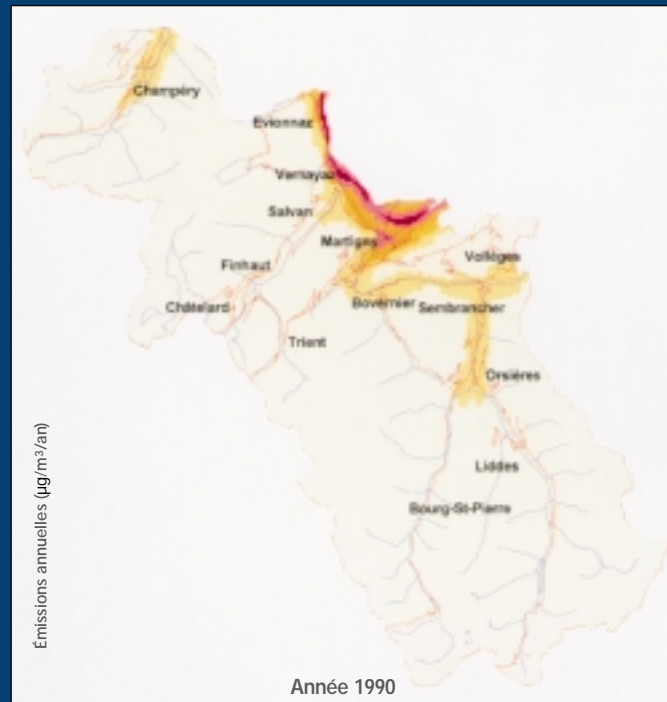 Champéry
Evionnaz
Vernayaz
Salvan
Martigny
Vollèges
Finhaut
Châtelard
Bovernier
Sembrancher
Trient
Orsières
Liddes
Bourg-St-Pierre
Émissions annuelles (µg/m³/an)
Année 1990